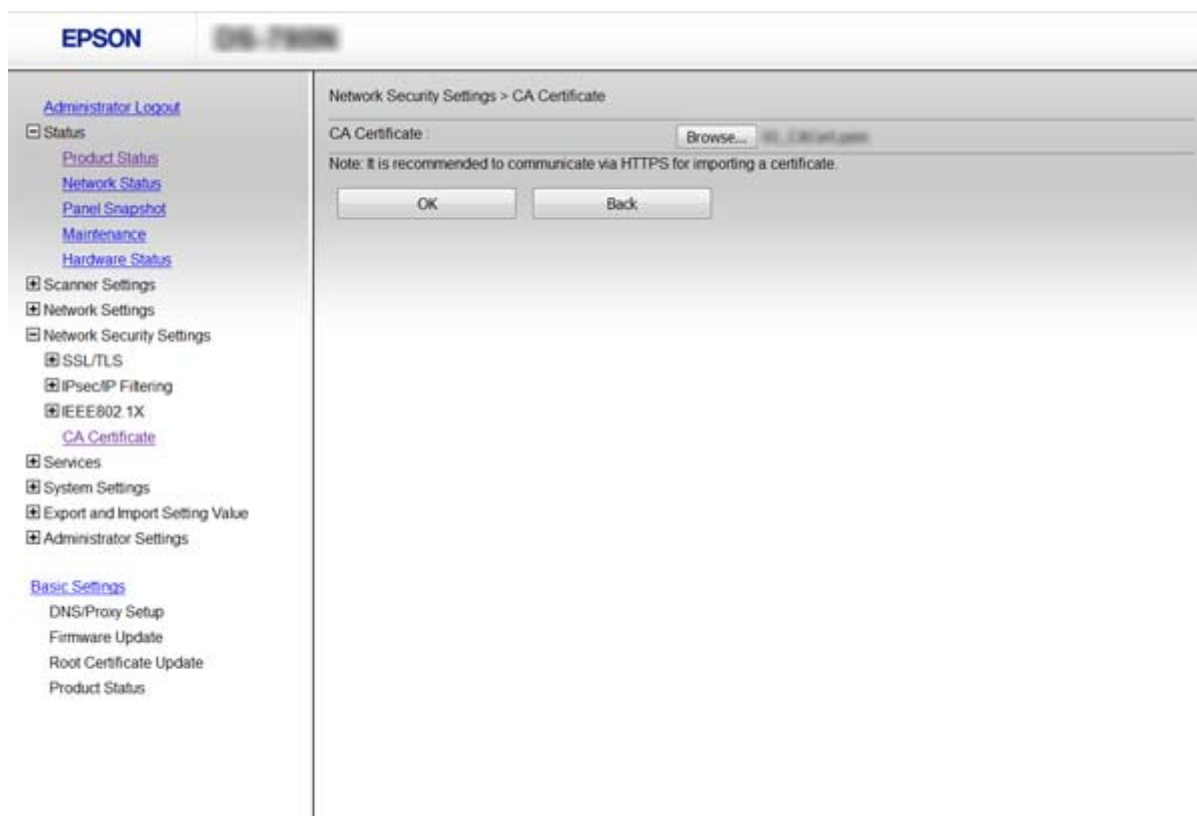 EPSON
Administrator Logout
Status
Product Status
Network Status
Panel Snapshot
Maintenance
Hardware Status
Scanner Settings
Network Settings
Network Security Settings
SSL/TLS
IPsec/IP Filtering
IEEE802.1X
CA Certificate
Services
System Settings
Export and Import Setting Value
Administrator Settings
Basic Settings
DNS/Proxy Setup
Firmware Update
Root Certificate Update
Product Status
Network Security Settings > CA Certificate
CA Certificate : Browse...
Note: It is recommended to communicate via HTTPS for importing a certificate.
OK Back